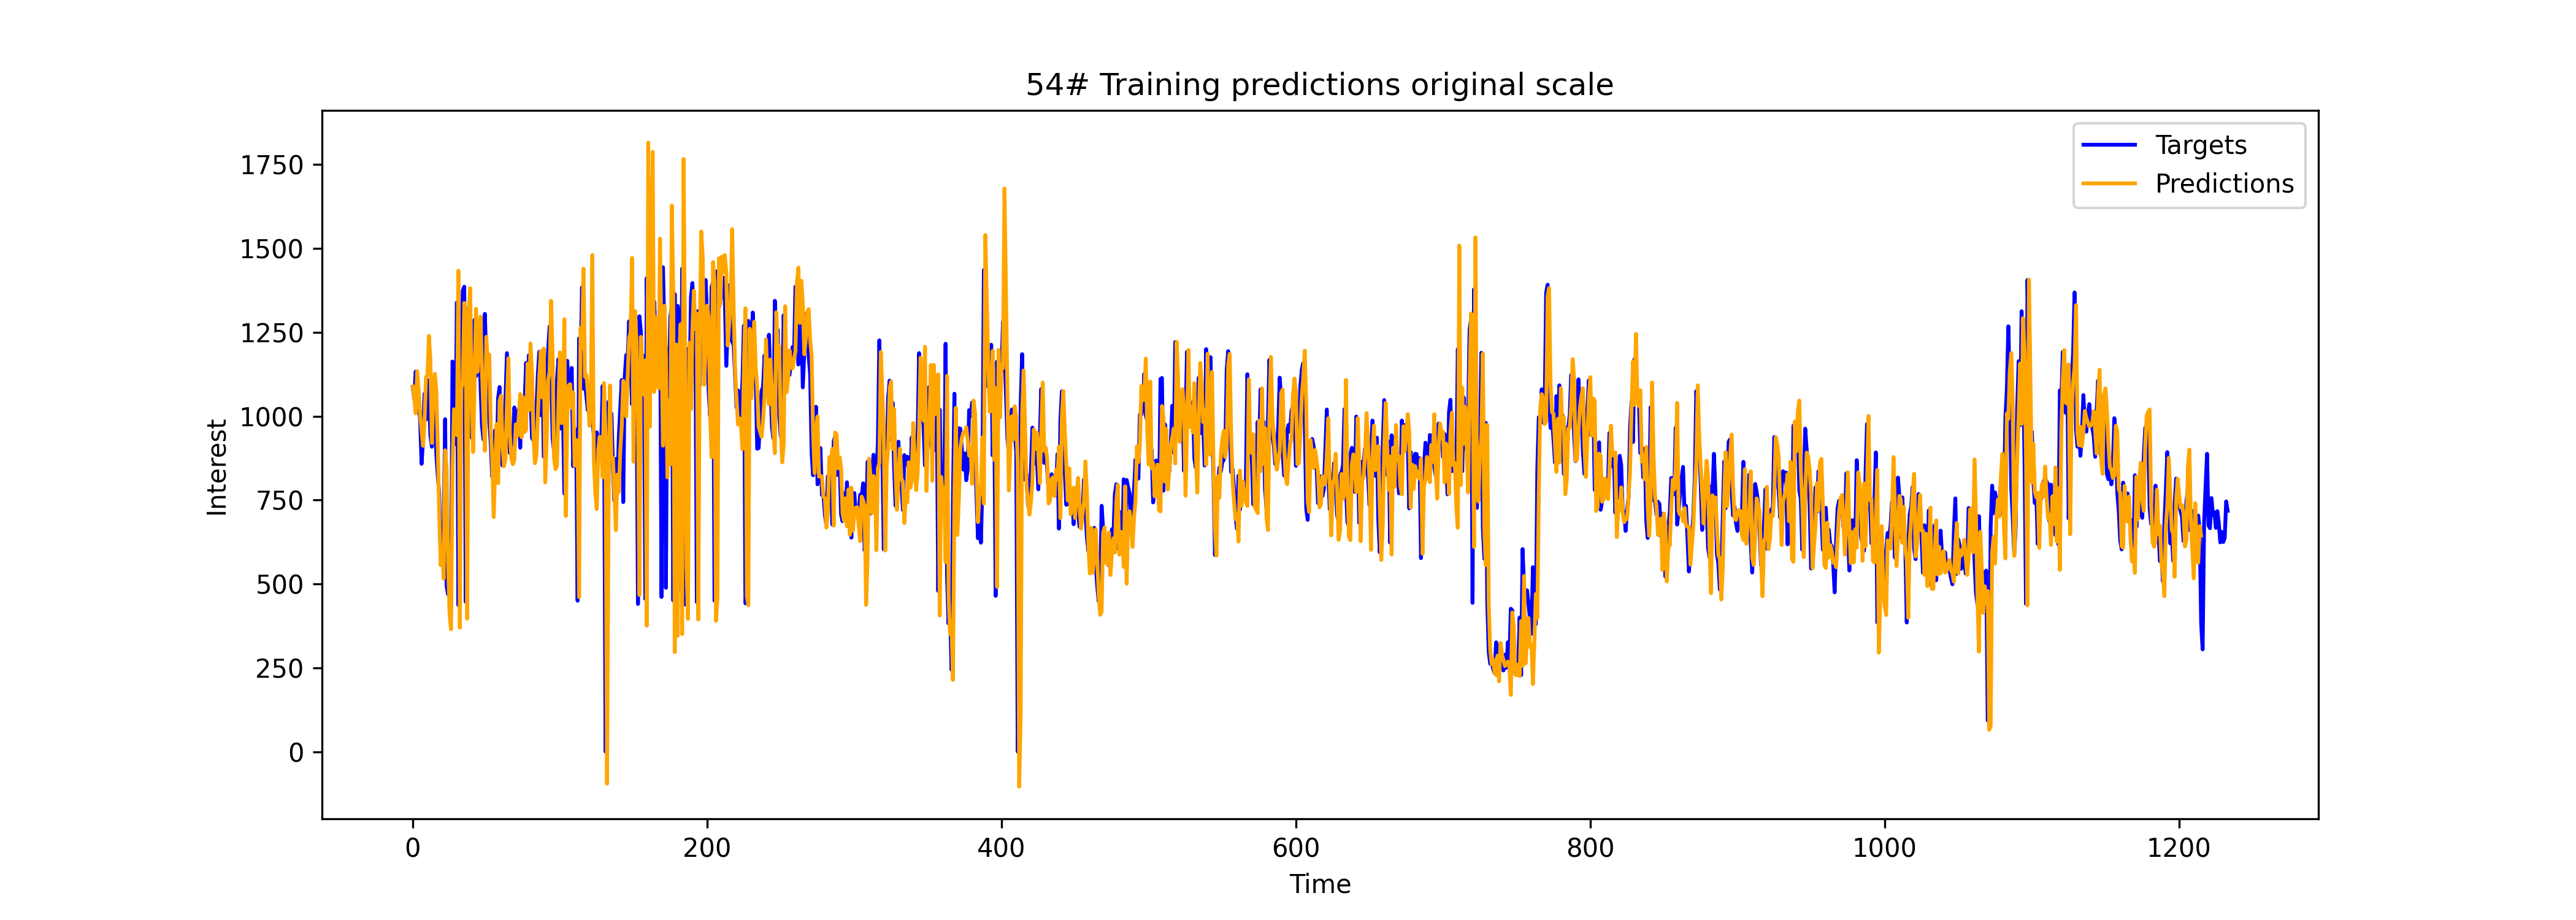 54# Training predictions original scale
Targets
Predictions
1750
1500
1250
1000
750
500
250
0
Interest
0 200 400 600 800 1000 1200
Time